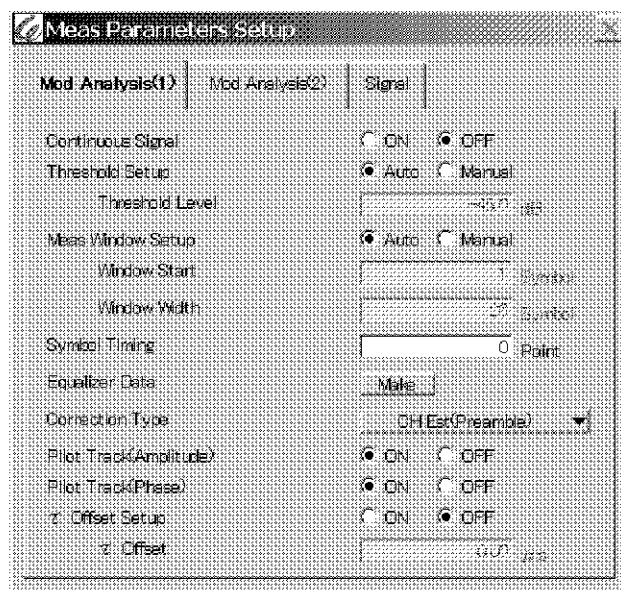 Meas Parameters Setup
Mod Analysis(1) Mod Analysis(2) Signal
Continuous Signal ON OFF
Threshold Setup Auto Manual
Threshold Level dB
Meas Window Setup Auto Manual
Window Start 1 Symbol
Window Width Symbol
Symbol Timing 0 Point
Equalizer Data Make
Correction Type CH Est(Preamble)
Pilot Track(Amplitude) ON OFF
Pilot Track(Phase) ON OFF
τ Offset Setup ON OFF
τ Offset